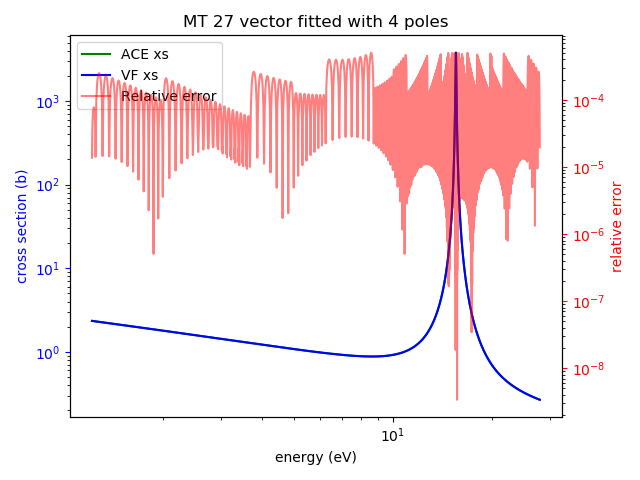 MT 27 vector fitted with 4 poles
ACE xs
VF xs
Relative error
cross section (b)
10³
10²
10¹
10⁰
10⁻⁴
10⁻⁵
10⁻⁶
10⁻⁷
10⁻⁸
relative error
10¹
energy (eV)